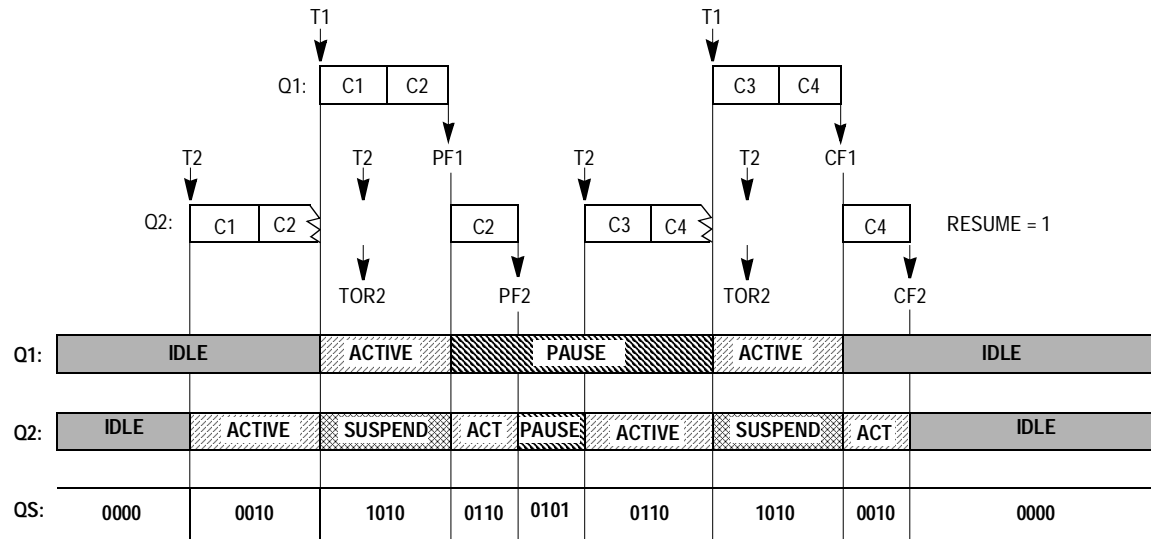 T1 T1
Q1: C1 C2 C3 C4
T2 T2 PF1 T2 T2 CF1
Q2: C1 C2 C2 C3 C4 C4 RESUME = 1
TOR2 PF2 TOR2 CF2
Q1: IDLE ACTIVE PAUSE ACTIVE IDLE
Q2: IDLE ACTIVE SUSPEND ACT PAUSE ACTIVE SUSPEND ACT IDLE
QS: 0000 0010 1010 0110 0101 0110 1010 0010 0000